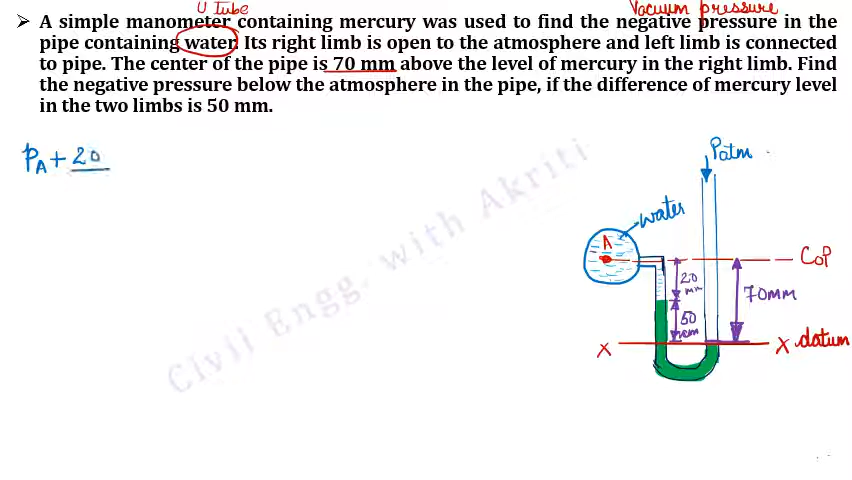 U Tube
Vacuum pressure
➢ A simple manometer containing mercury was used to find the negative pressure in the
pipe containing water. Its right limb is open to the atmosphere and left limb is connected
to pipe. The center of the pipe is 70 mm above the level of mercury in the right limb. Find
the negative pressure below the atmosphere in the pipe, if the difference of mercury level
in the two limbs is 50 mm.
PA + 20
Patm
water
A
COP
20 mm
70mm
50 mm
X X datum
Civil Engg. with Akriti